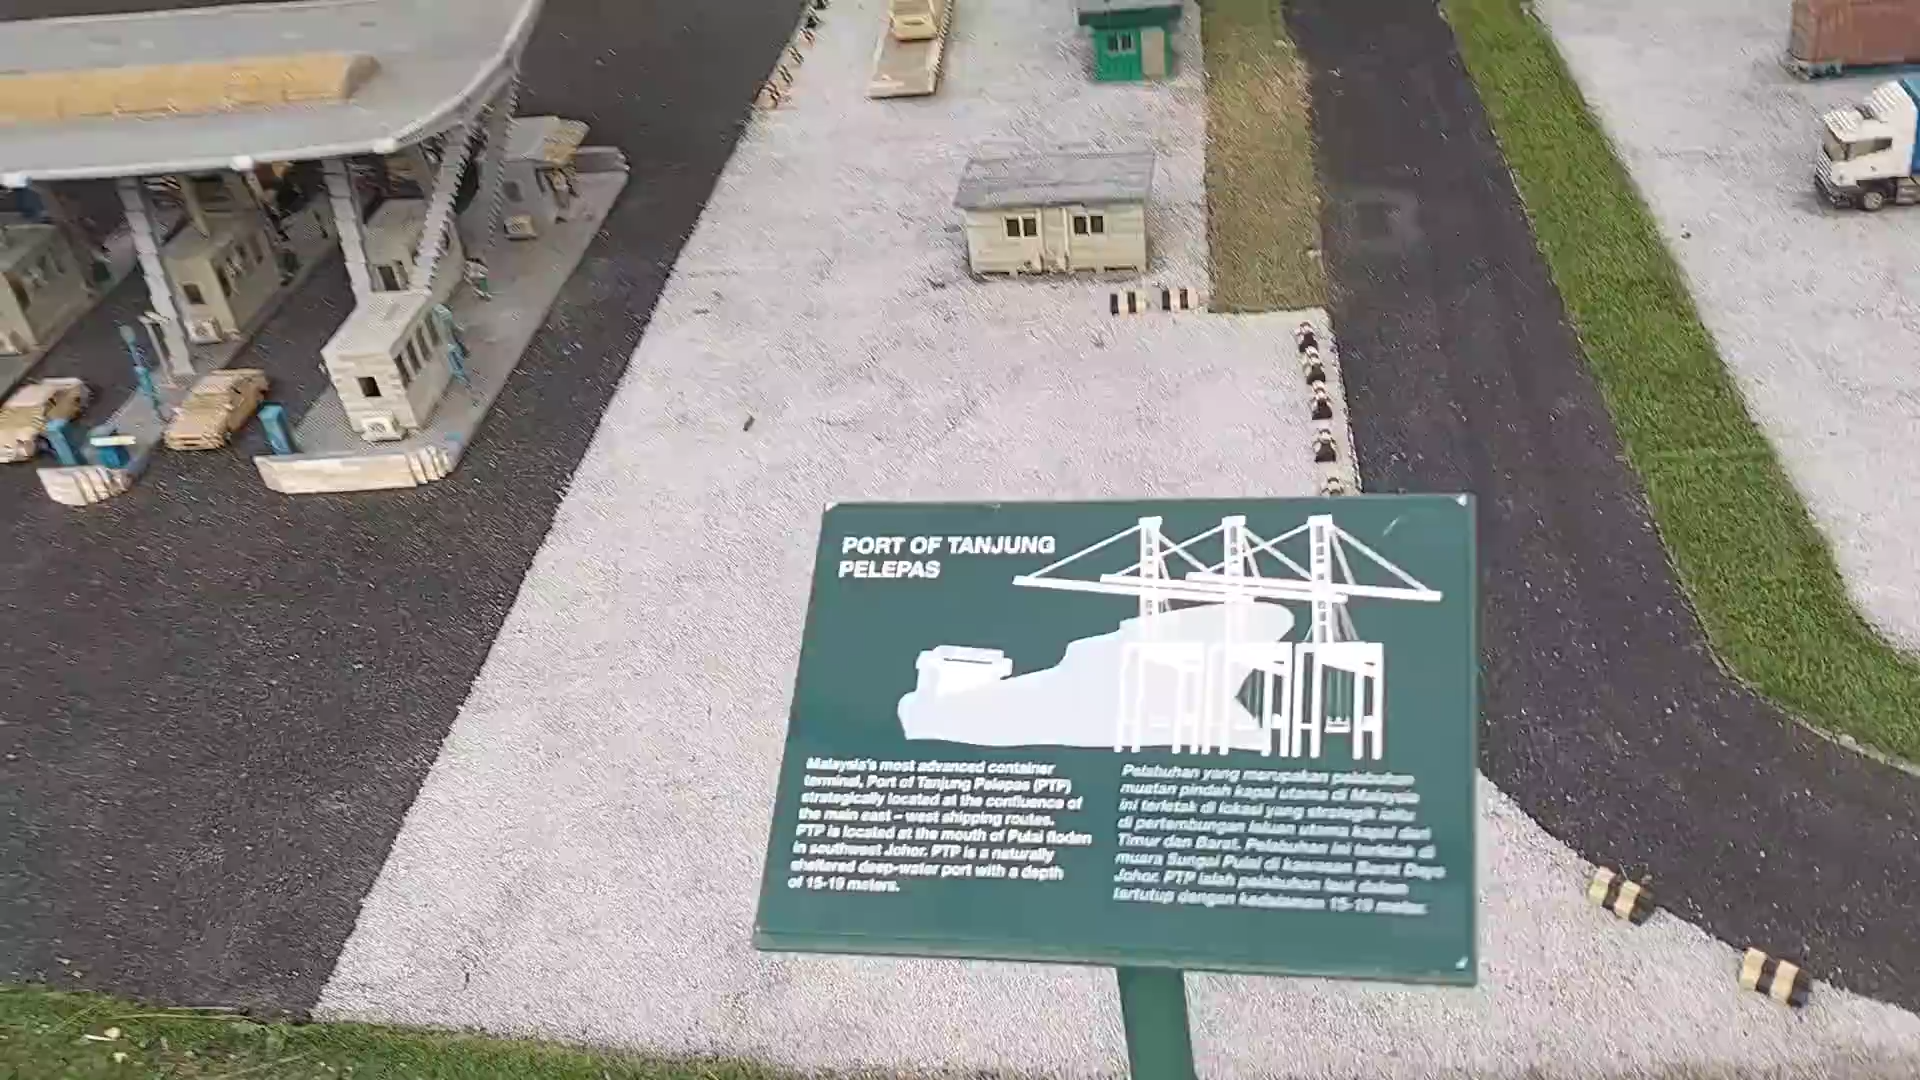 PORT OF TANJUNG
PELEPAS
Malaysia's most advanced container
terminal, Port of Tanjung Pelepas (PTP)
strategically located at the confluence of
the main east – west shipping routes.
PTP is located at the mouth of Pulai
in southwest Johor. PTP is a naturally
sheltered deep-water port with a depth
of 15-19 meters.
Pelabuhan yang merupakan pelabuhan
muatan pindah kapal utama di Malaysia
ini terletak di lokasi yang strategik iaitu
di pertembungan laluan utama kapal dari
Timur dan Barat. Pelabuhan ini terletak di
muara Sungai Pulai di kawasan Barat Daya
Johor. PTP ialah pelabuhan laut dalam
tertutup dengan kedalaman 15-19 meter.